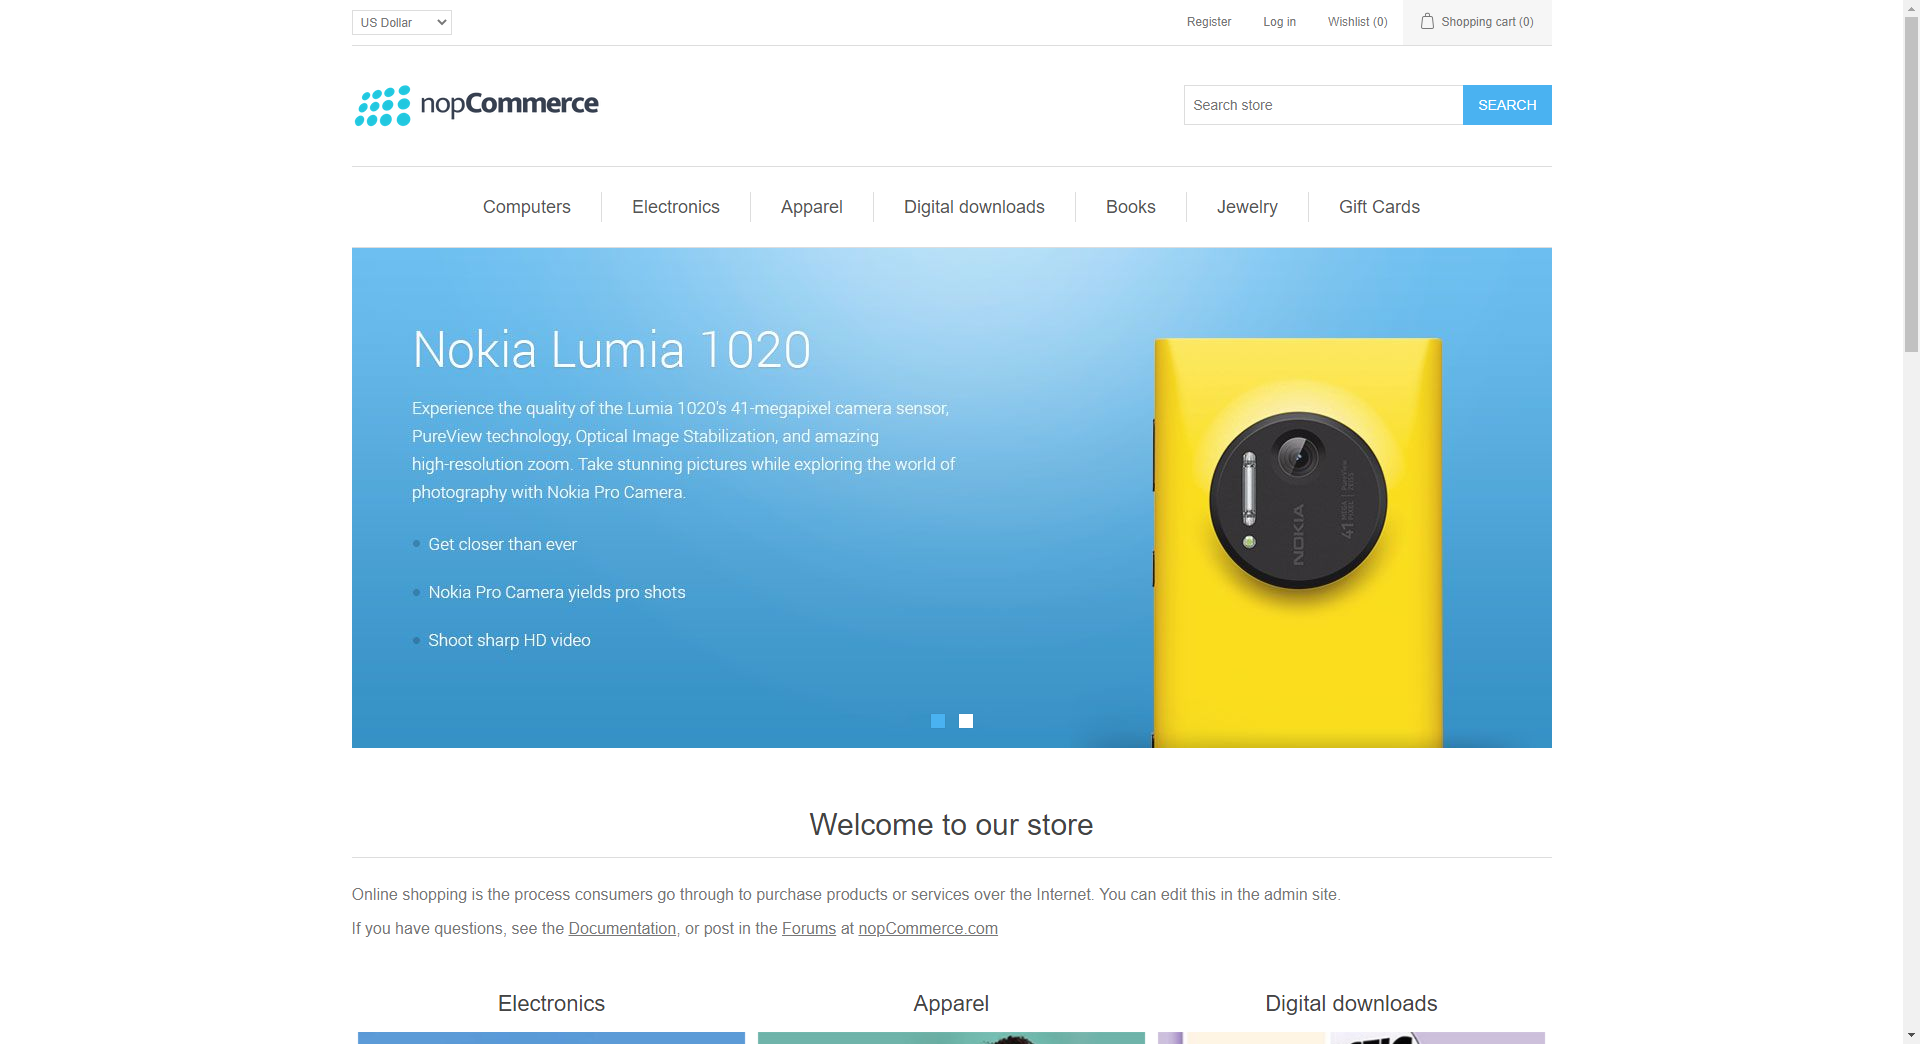 US Dollar
Register
Log in
Wishlist (0)
Shopping cart (0)
nopCommerce
Search store
SEARCH
Computers
Electronics
Apparel
Digital downloads
Books
Jewelry
Gift Cards
Nokia Lumia 1020
Experience the quality of the Lumia 1020's 41-megapixel camera sensor,
PureView technology, Optical Image Stabilization, and amazing
high-resolution zoom. Take stunning pictures while exploring the world of
photography with Nokia Pro Camera.
Get closer than ever
Nokia Pro Camera yields pro shots
Shoot sharp HD video
NOKIA
41 MEGA PIXEL
PureView
ZEISS
Welcome to our store
Online shopping is the process consumers go through to purchase products or services over the Internet. You can edit this in the admin site.
If you have questions, see the Documentation, or post in the Forums at nopCommerce.com
Electronics
Apparel
Digital downloads